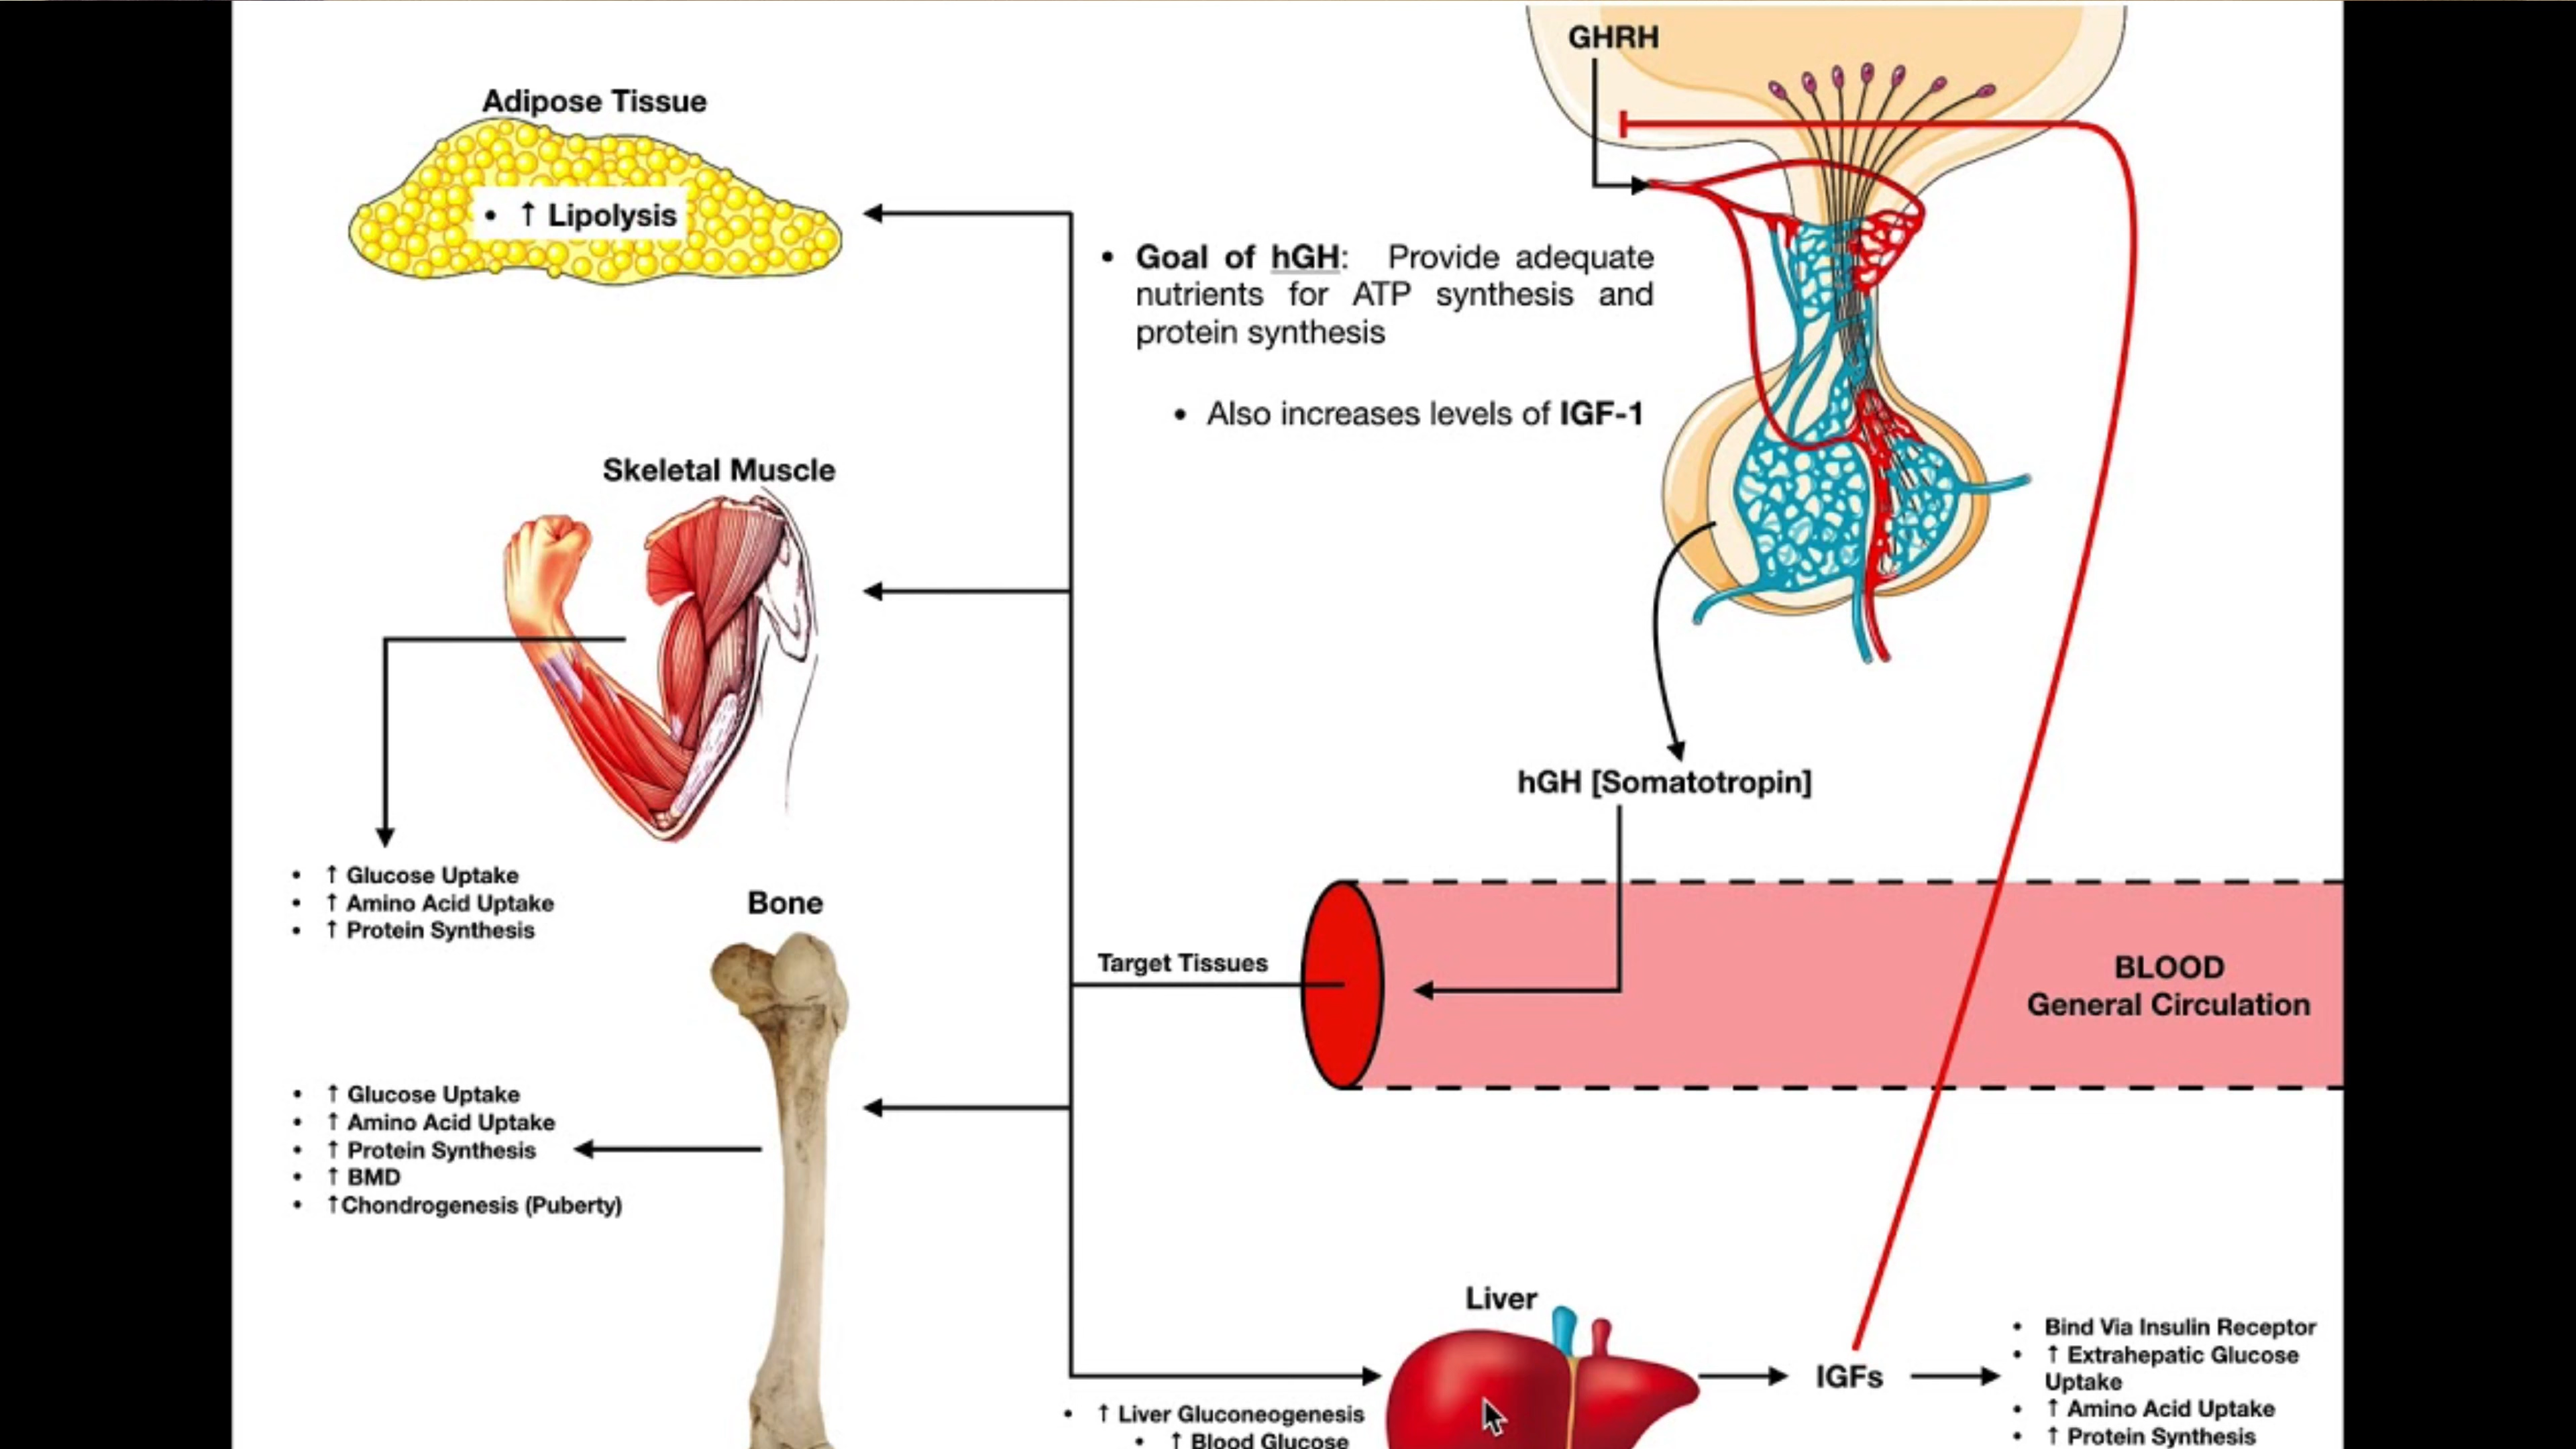 GHRH
Adipose Tissue
• ↑ Lipolysis
• Goal of hGH: Provide adequate
nutrients for ATP synthesis and
protein synthesis
• Also increases levels of IGF-1
Skeletal Muscle
hGH [Somatotropin]
• ↑ Glucose Uptake
• ↑ Amino Acid Uptake
• ↑ Protein Synthesis
Bone
Target Tissues
BLOOD
General Circulation
• ↑ Glucose Uptake
• ↑ Amino Acid Uptake
• ↑ Protein Synthesis
• ↑ BMD
• ↑Chondrogenesis (Puberty)
Liver
• ↑ Liver Gluconeogenesis
• ↑ Blood Glucose
IGFs
• Bind Via Insulin Receptor
• ↑ Extrahepatic Glucose
Uptake
• ↑ Amino Acid Uptake
• ↑ Protein Synthesis